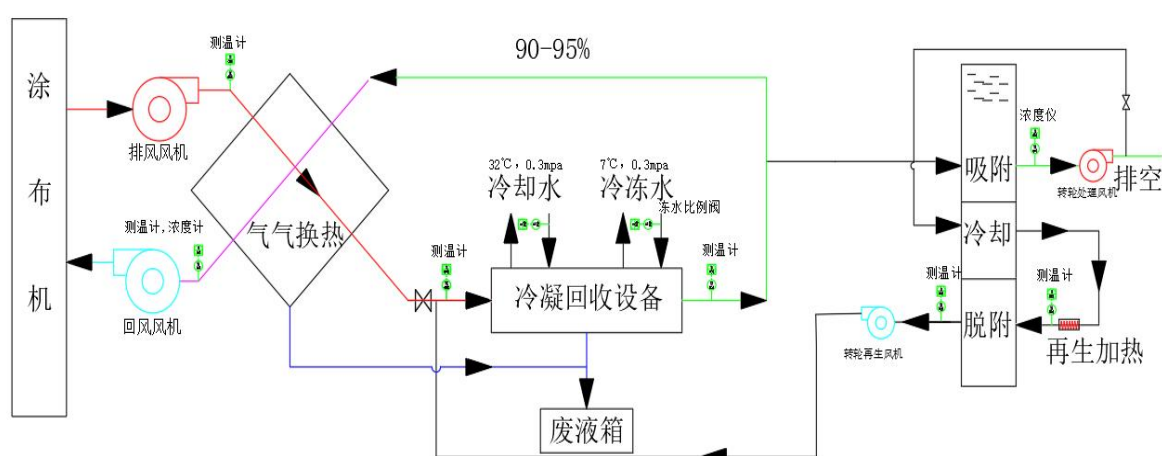 涂布机
测温计
90-95%
排风风机
气气换热
测温计,浓度计
回风风机
32℃, 0.3mpa
冷却水
7℃, 0.3mpa
冷冻水
冻水比例阀
测温计
测温计
冷凝回收设备
废液箱
吸附
浓度仪
转轮处理风机
排空
冷却
测温计
测温计
脱附
转轮再生风机
再生加热